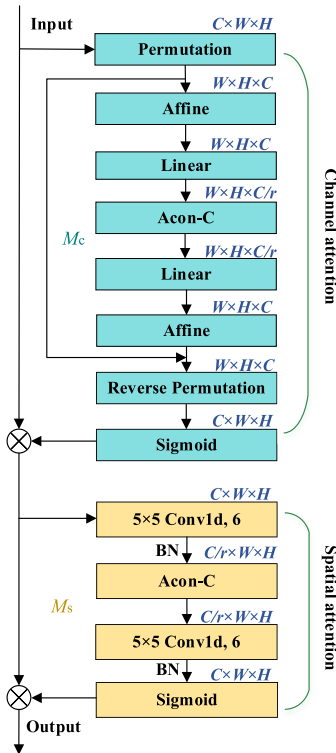 Input
C×W×H
Permutation
W×H×C
Affine
W×H×C
Linear
W×H×C/r
Acon-C
W×H×C/r
Mc
Linear
W×H×C
Affine
W×H×C
Reverse Permutation
C×W×H
Sigmoid
Channel attention
C×W×H
5×5 Conv1d, 6
BN
C/r×W×H
Acon-C
Ms
C/r×W×H
5×5 Conv1d, 6
BN
C×W×H
Sigmoid
Spatial attention
Output